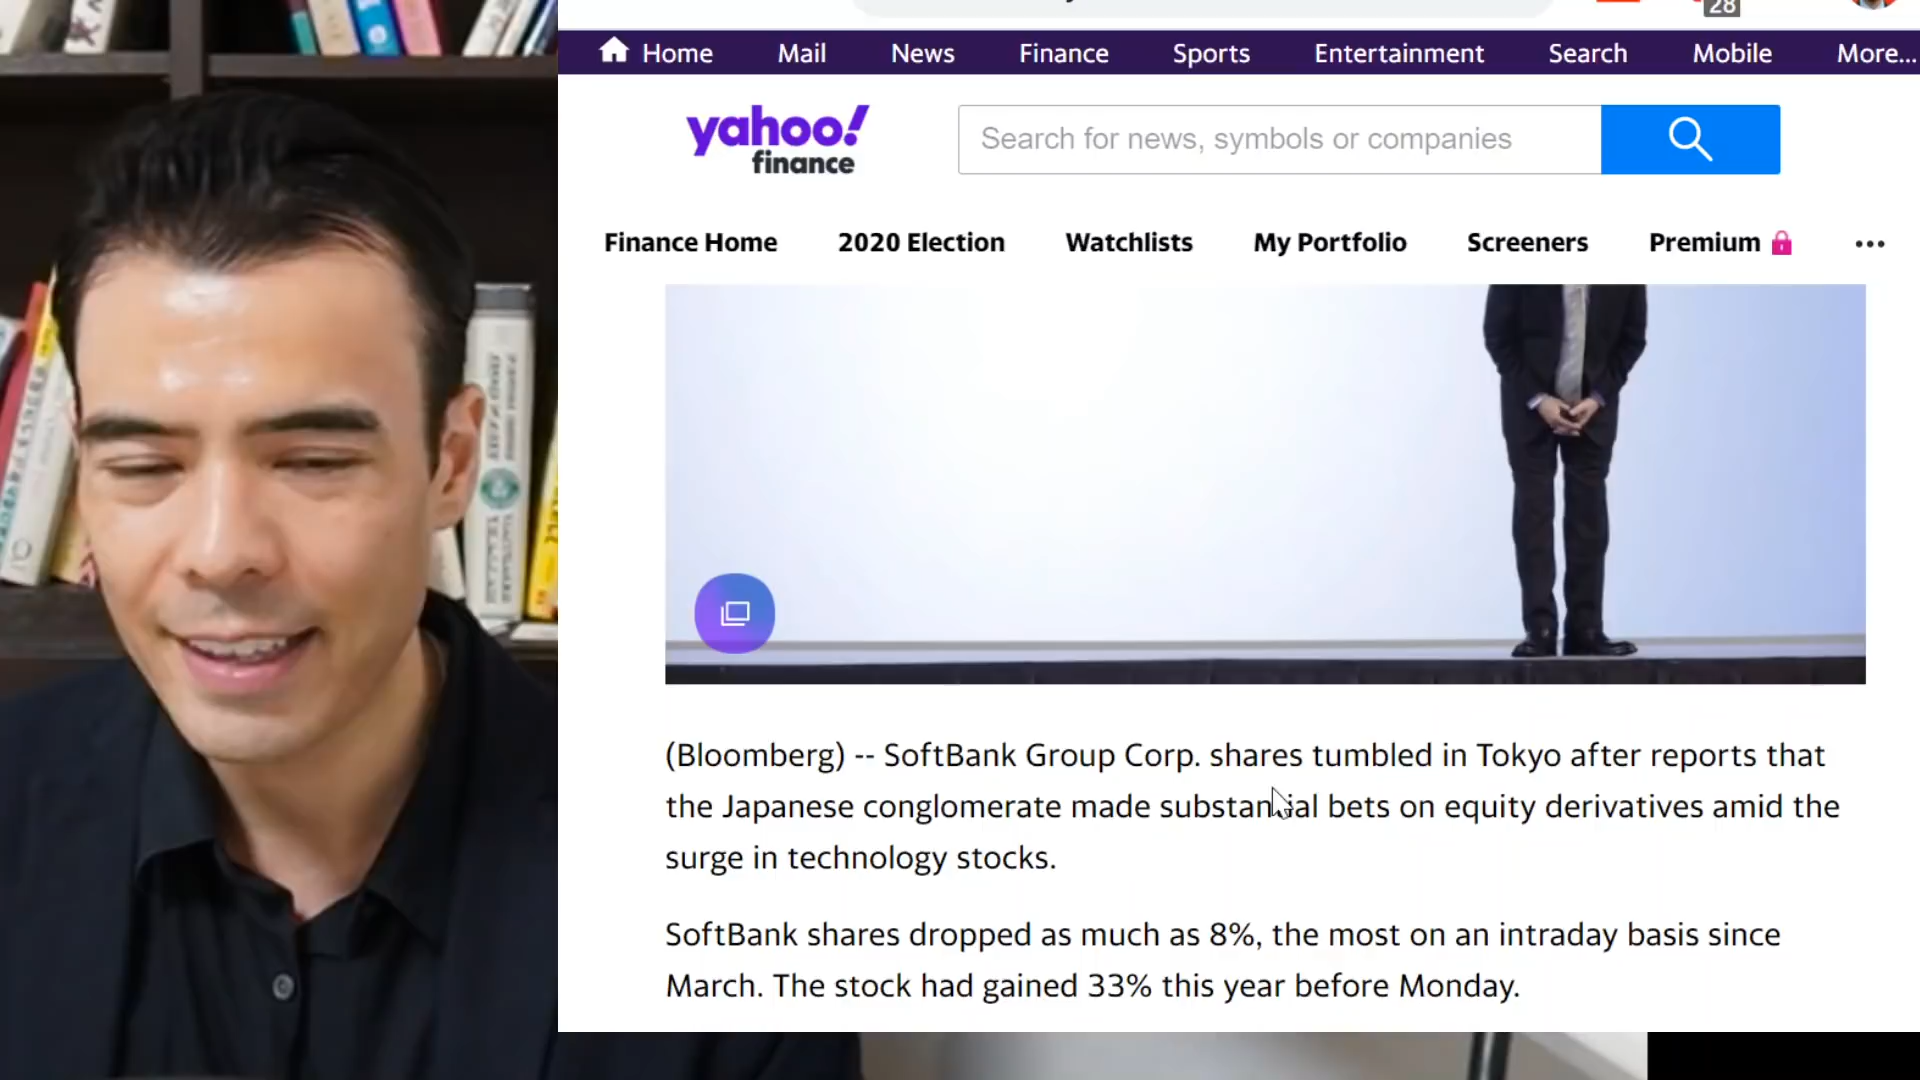 28
Home Mail News Finance Sports Entertainment Search Mobile More...
yahoo!
finance
Search for news, symbols or companies
Finance Home 2020 Election Watchlists My Portfolio Screeners Premium
(Bloomberg) -- SoftBank Group Corp. shares tumbled in Tokyo after reports that
the Japanese conglomerate made substantial bets on equity derivatives amid the
surge in technology stocks.
SoftBank shares dropped as much as 8%, the most on an intraday basis since
March. The stock had gained 33% this year before Monday.